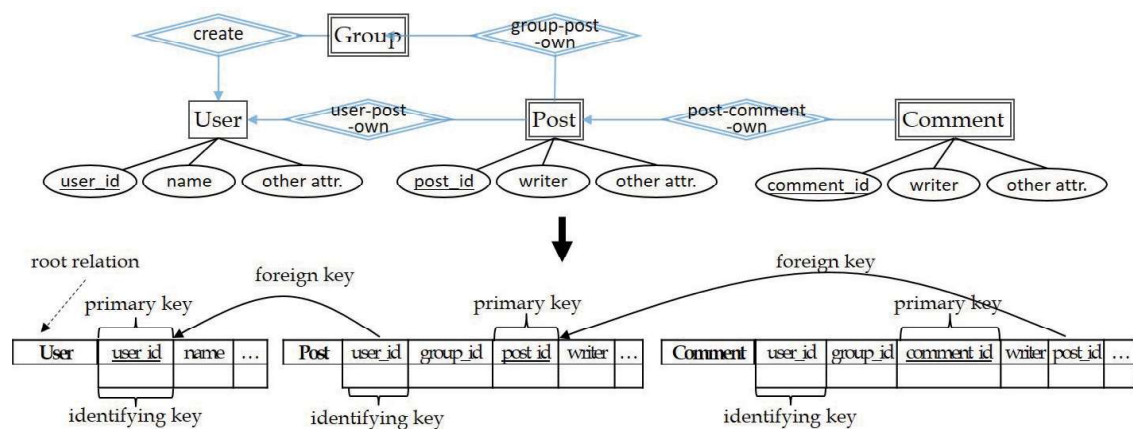 create
Group
group-post
-own
User
user-post
-own
Post
post-comment
-own
Comment
user_id
name
other attr.
post_id
writer
other attr.
comment_id
writer
other attr.
root relation
foreign key
foreign key
primary key
primary key
primary key
User user_id name ...
Post user_id group_id post_id writer ...
Comment user_id group_id comment_id writer post_id ...
identifying key
identifying key
identifying key